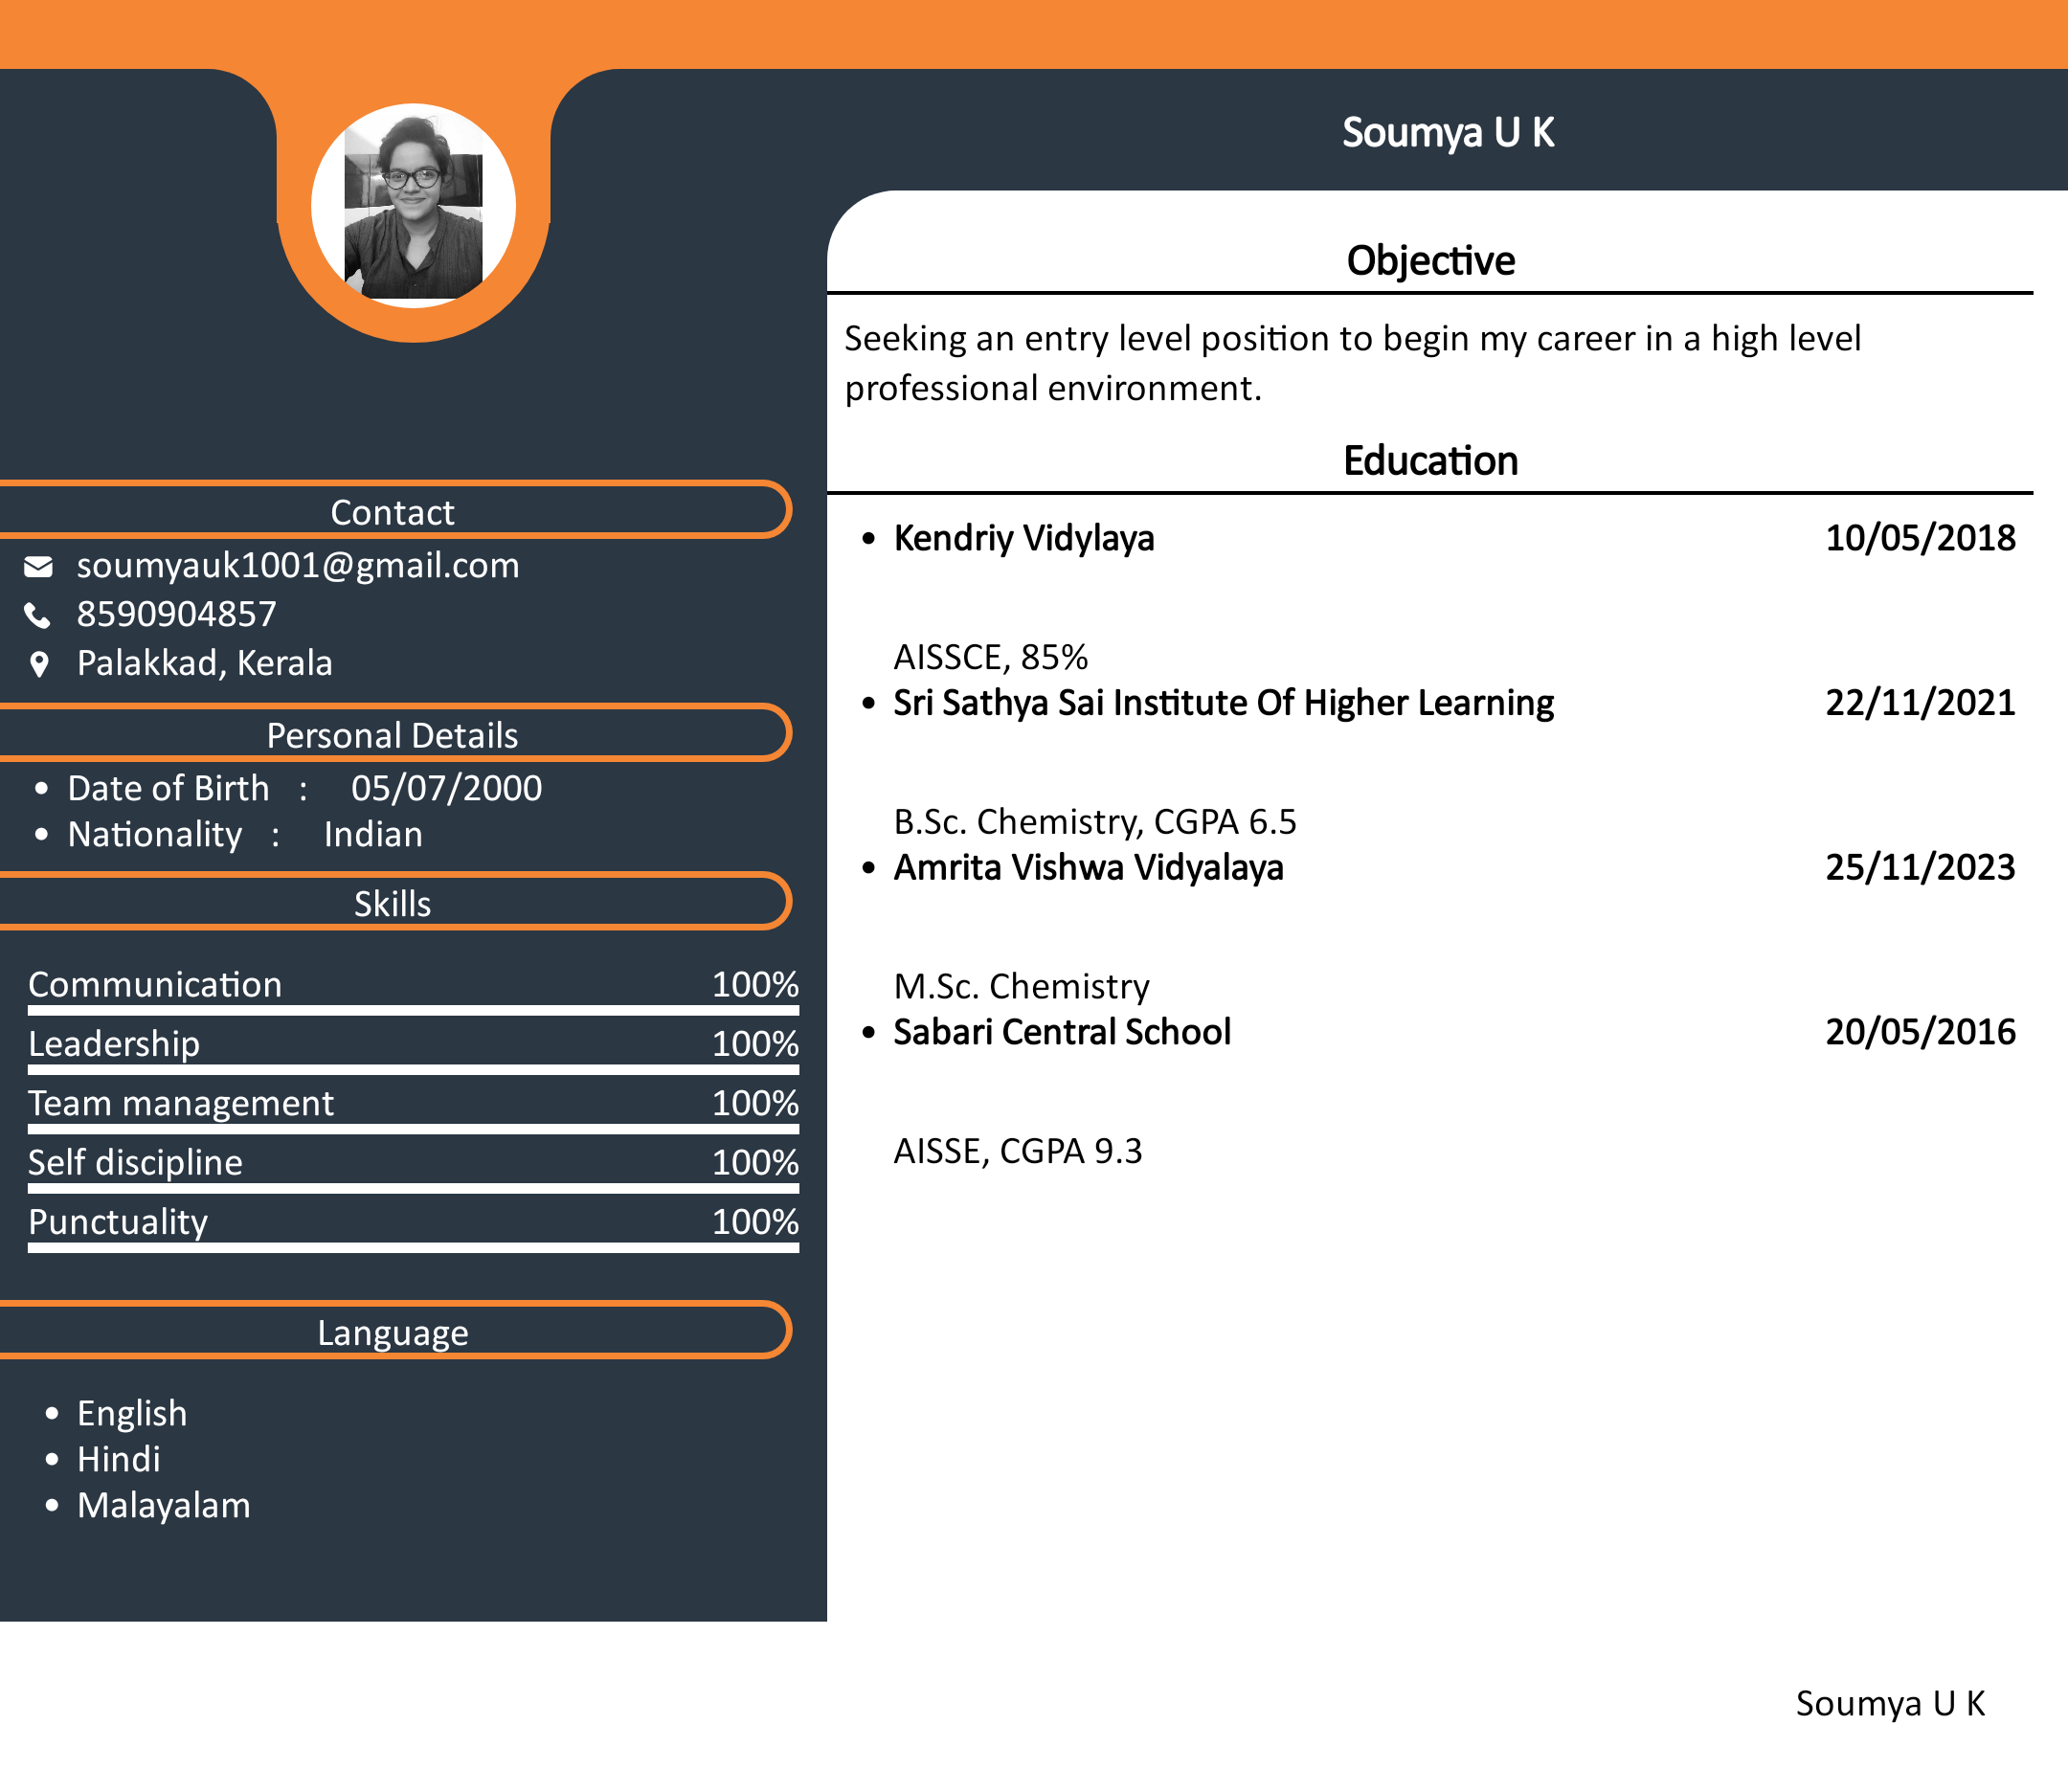 Soumya U K
Contact
soumyauk1001@gmail.com
8590904857
Palakkad, Kerala
Personal Details
• Date of Birth : 05/07/2000
• Nationality : Indian
Skills
Communication 100%
Leadership 100%
Team management 100%
Self discipline 100%
Punctuality 100%
Language
• English
• Hindi
• Malayalam
Objective
Seeking an entry level position to begin my career in a high level
professional environment.
Education
• Kendriy Vidylaya 10/05/2018
AISSCE, 85%
• Sri Sathya Sai Institute Of Higher Learning 22/11/2021
B.Sc. Chemistry, CGPA 6.5
• Amrita Vishwa Vidyalaya 25/11/2023
M.Sc. Chemistry
• Sabari Central School 20/05/2016
AISSE, CGPA 9.3
Soumya U K